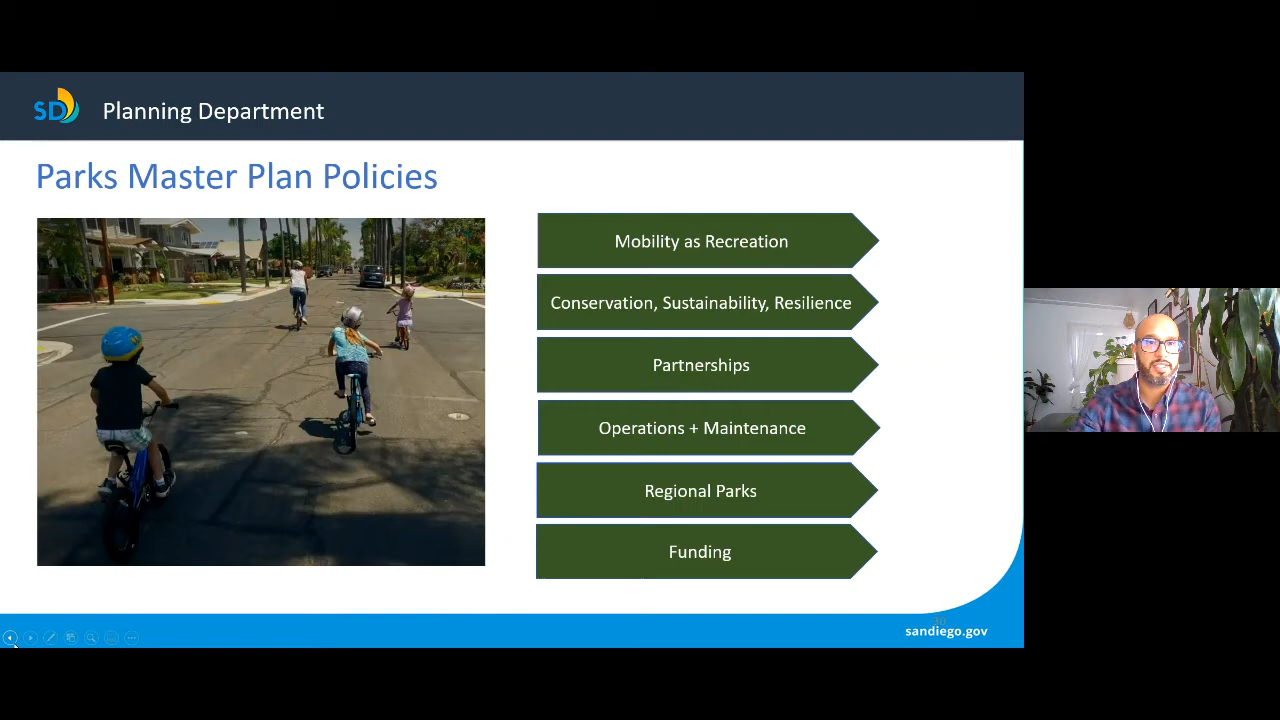 SD
Planning Department
Parks Master Plan Policies
Mobility as Recreation
Conservation, Sustainability, Resilience
Partnerships
Operations + Maintenance
Regional Parks
Funding
30
sandiego.gov